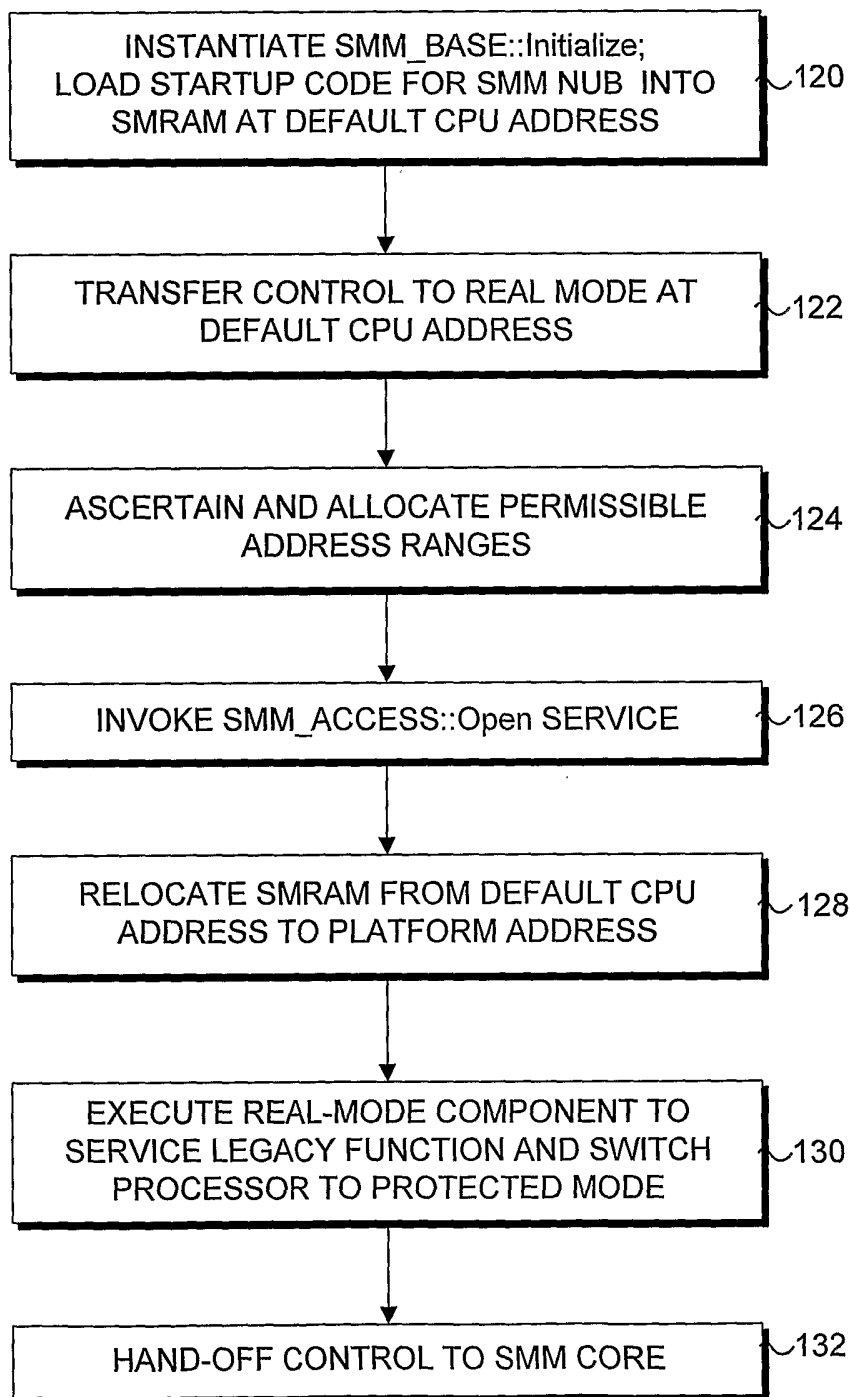 INSTANTIATE SMM_BASE::Initialize;
LOAD STARTUP CODE FOR SMM NUB INTO
SMRAM AT DEFAULT CPU ADDRESS
120
TRANSFER CONTROL TO REAL MODE AT
DEFAULT CPU ADDRESS
122
ASCERTAIN AND ALLOCATE PERMISSIBLE
ADDRESS RANGES
124
INVOKE SMM_ACCESS::Open SERVICE
126
RELOCATE SMRAM FROM DEFAULT CPU
ADDRESS TO PLATFORM ADDRESS
128
EXECUTE REAL-MODE COMPONENT TO
SERVICE LEGACY FUNCTION AND SWITCH
PROCESSOR TO PROTECTED MODE
130
HAND-OFF CONTROL TO SMM CORE
132